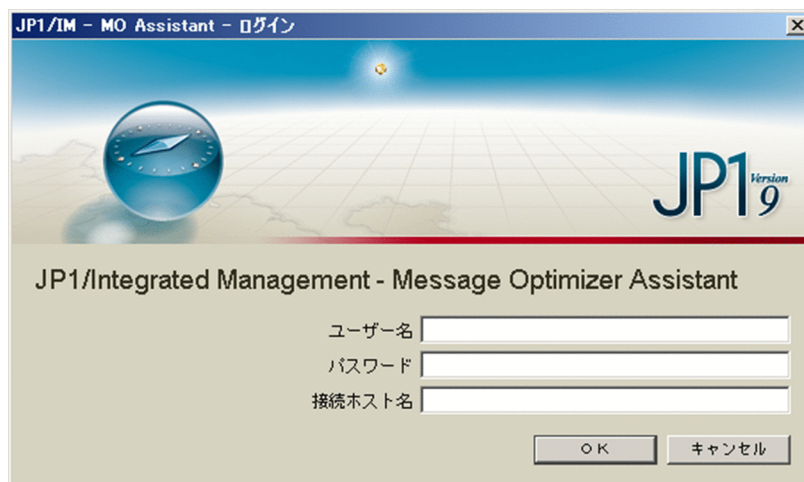 JP1/IM - MO Assistant - ログイン
JP1 Version 9
JP1/Integrated Management - Message Optimizer Assistant
ユーザー名
パスワード
接続ホスト名
OK キャンセル